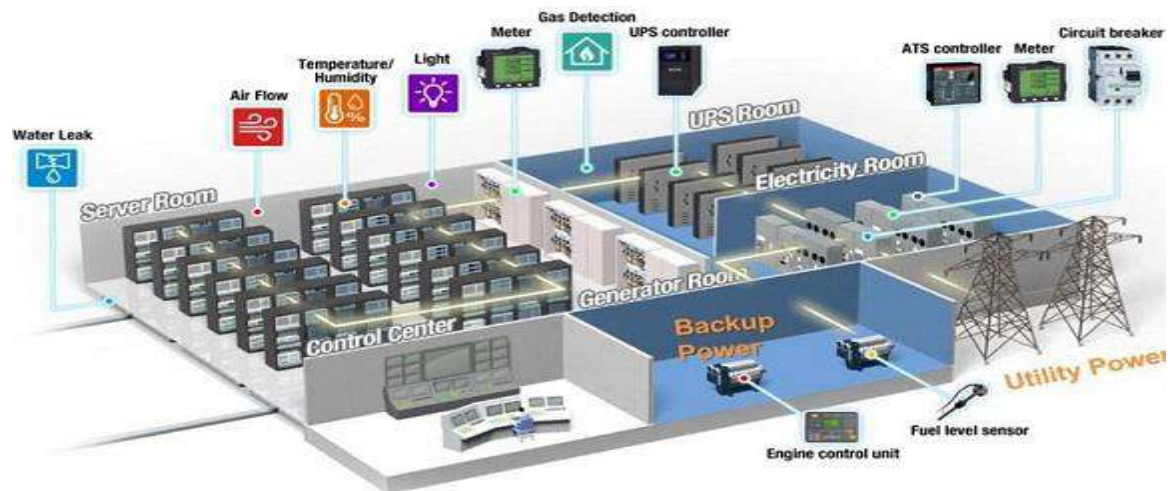 Gas Detection
Circuit breaker
Meter
UPS controller
ATS controller
Meter
Light
Temperature/
Humidity
Air Flow
%
Water Leak
UPS Room
Electricity Room
Server Room
Generator Room
Control Center
Backup
Power
Utility Power
Fuel level sensor
Engine control unit